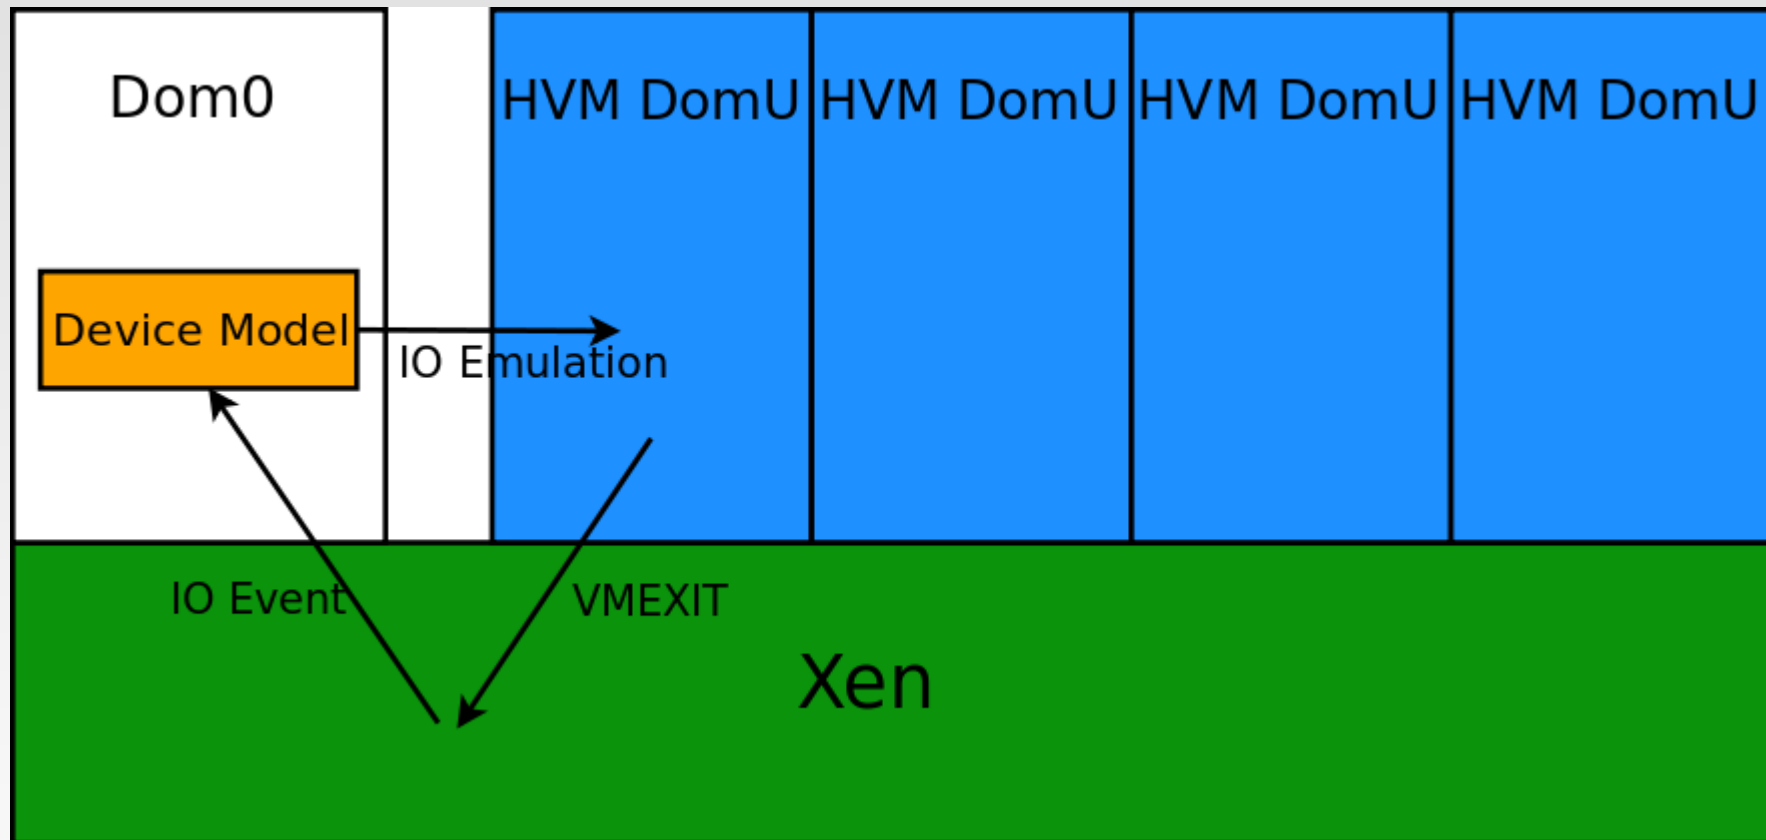 Dom0
HVM DomU
HVM DomU
HVM DomU
HVM DomU
Device Model
IO Emulation
IO Event
VMEXIT
Xen